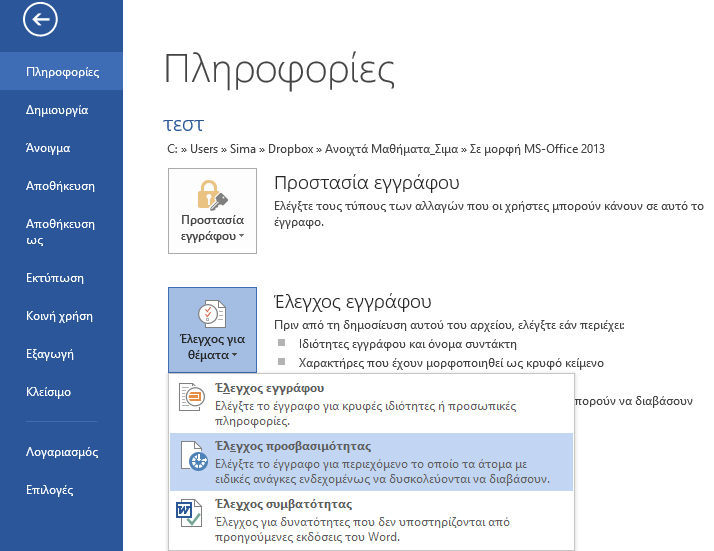 Πληροφορίες
Δημιουργία
Άνοιγμα
Αποθήκευση
Αποθήκευση
ως
Εκτύπωση
Κοινή χρήση
Εξαγωγή
Κλείσιμο
Λογαριασμός
Επιλογές
Πληροφορίες
τεστ
C: » Users » Sima » Dropbox » Ανοιχτά Μαθήματα_Σιμα » Σε μορφή MS-Office 2013
Προστασία
εγγράφου
Προστασία εγγράφου
Ελέγξτε τους τύπους των αλλαγών που οι χρήστες μπορούν κάνουν σε αυτό το
έγγραφο.
Έλεγχος για
θέματα
Έλεγχος εγγράφου
Πριν από τη δημοσίευση αυτού του αρχείου, ελέγξτε εάν περιέχει:
Ιδιότητες εγγράφου και όνομα συντάκτη
Χαρακτήρες που έχουν μορφοποιηθεί ως κρυφό κείμενο
πορούν να διαβάσουν
Έλεγχος εγγράφου
Ελέγξτε το έγγραφο για κρυφές ιδιότητες ή προσωπικές
πληροφορίες.
Έλεγχος προσβασιμότητας
Ελέγξτε το έγγραφο για περιεχόμενο το οποίο τα άτομα με
ειδικές ανάγκες ενδεχομένως να δυσκολεύονται να διαβάσουν.
Έλεγχος συμβατότητας
Έλεγχος για δυνατότητες που δεν υποστηρίζονται από
προηγούμενες εκδόσεις του Word.